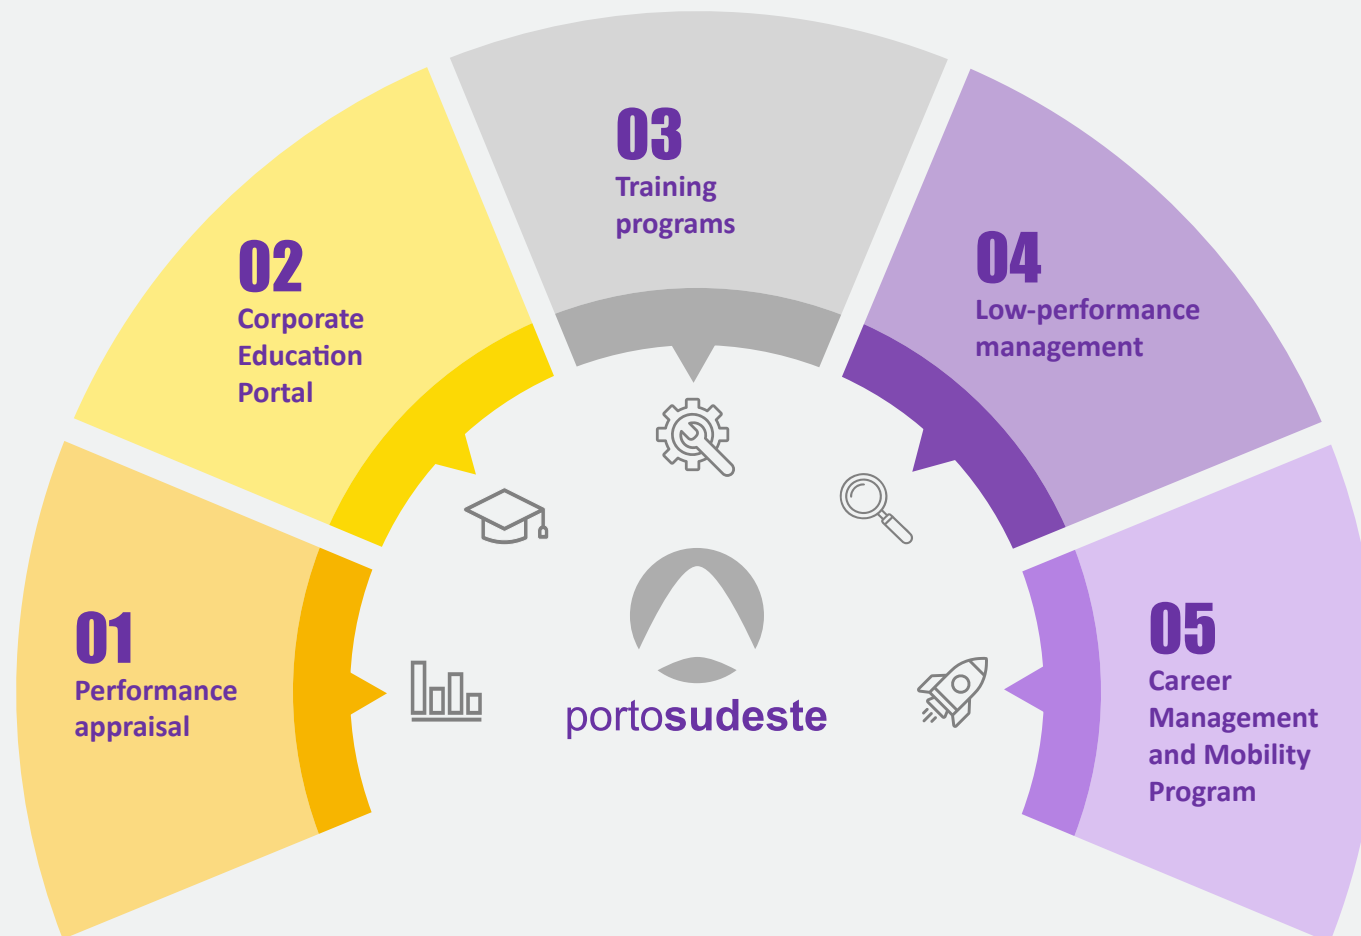 01
Performance
appraisal
02
Corporate
Education
Portal
03
Training
programs
04
Low-performance
management
05
Career
Management
and Mobility
Program
portosudeste